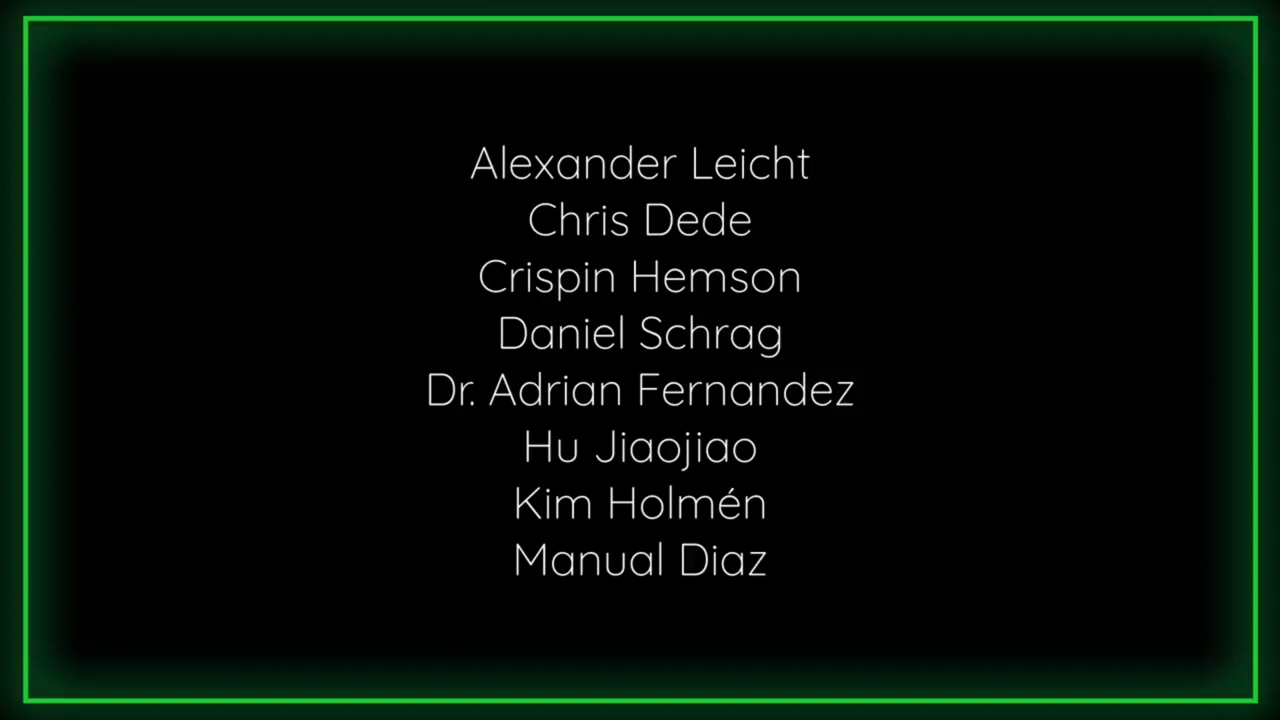 Alexander Leicht
Chris Dede
Crispin Hemson
Daniel Schrag
Dr. Adrian Fernandez
Hu Jiaojiao
Kim Holmén
Manual Diaz